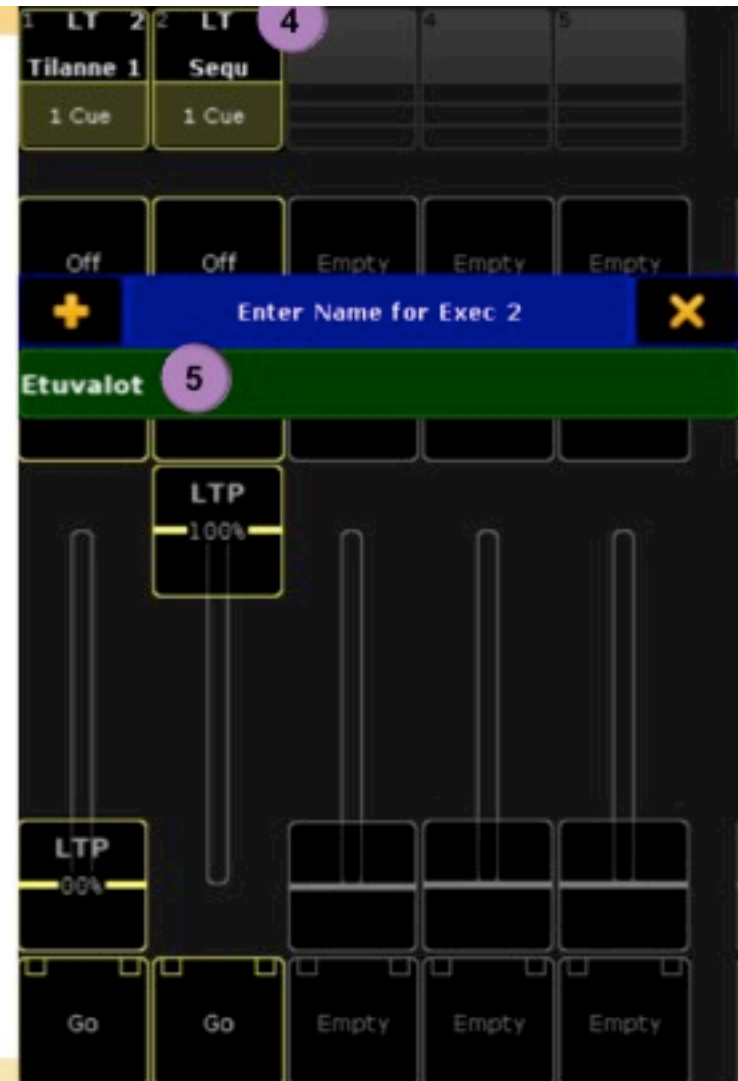 1 LT 2 2 LT 4 4 5
Tilanne 1 Sequ
1 Cue 1 Cue
Off Off Empty Empty Empty
Enter Name for Exec 2
Etuvalot 5
LTP
100%
LTP
00%
Go Go Empty Empty Empty